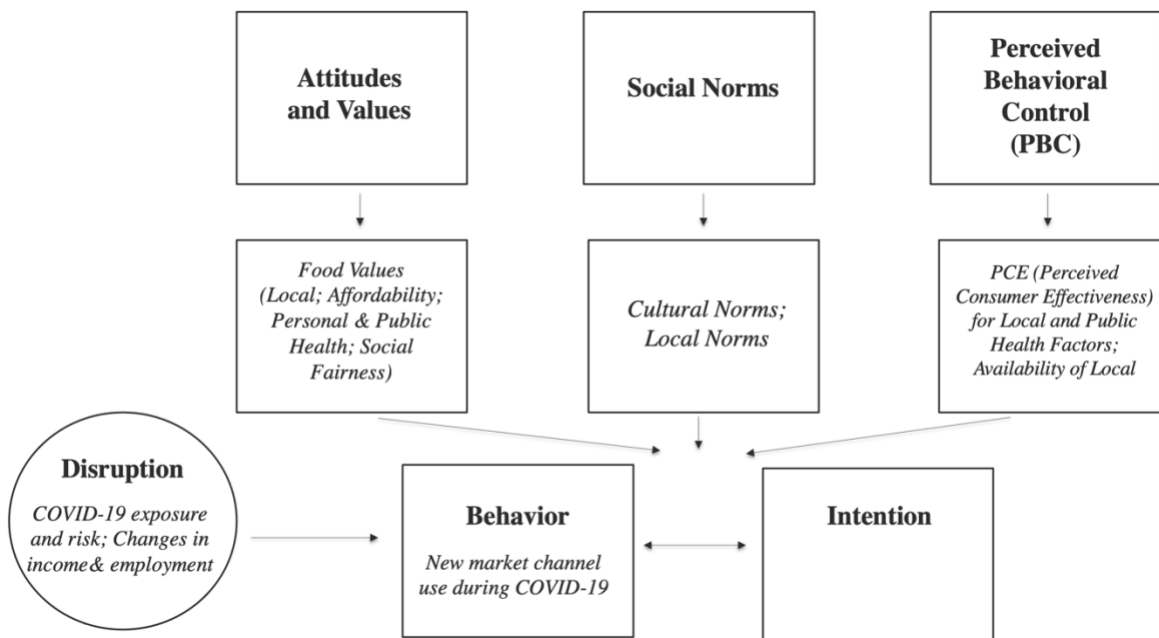 Attitudes
and Values
Social Norms
Perceived
Behavioral
Control
(PBC)
Food Values
(Local; Affordability;
Personal & Public
Health; Social
Fairness)
Cultural Norms;
Local Norms
PCE (Perceived
Consumer Effectiveness)
for Local and Public
Health Factors;
Availability of Local
Disruption
COVID-19 exposure
and risk; Changes in
income& employment
Behavior
New market channel
use during COVID-19
Intention